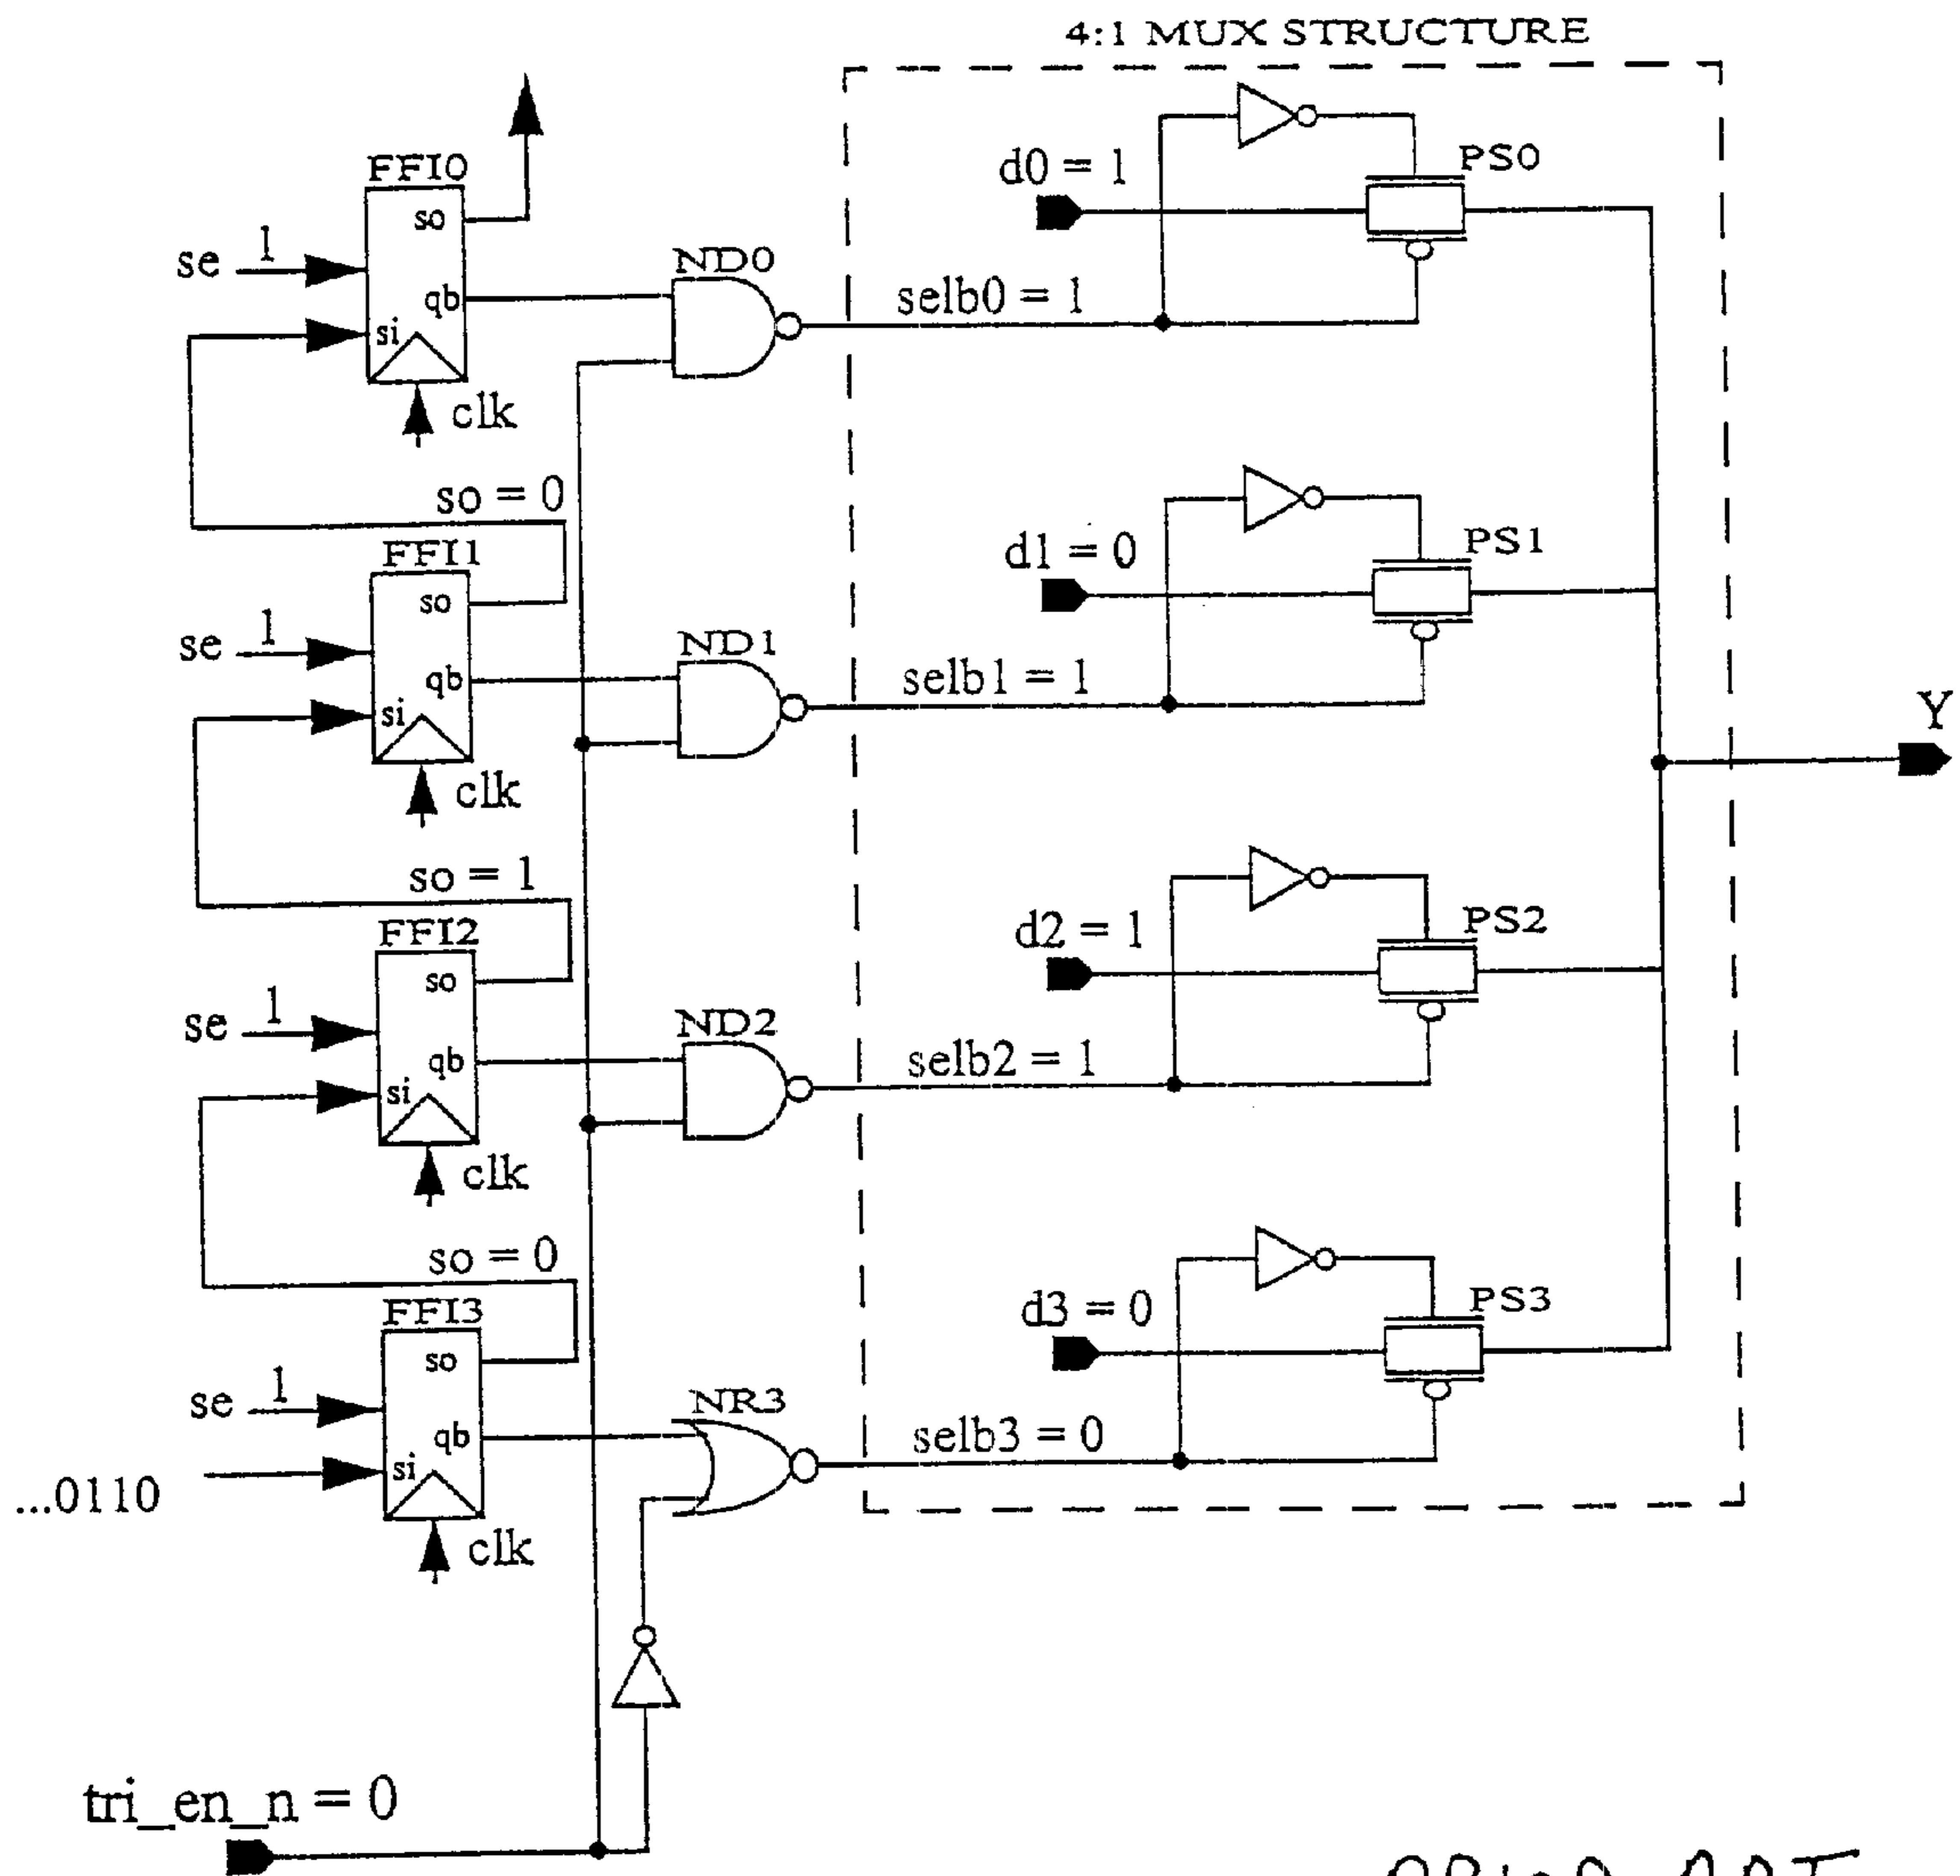 4:1 MUX STRUCTURE
FFI0
so
se 1
qb
si
clk
ND0
selb0 = 1
d0 = 1
PS0
so = 0
FFI1
so
se 1
qb
si
clk
ND1
selb1 = 1
d1 = 0
PS1
Y
so = 1
FFI2
so
se 1
qb
si
clk
ND2
selb2 = 1
d2 = 1
PS2
so = 0
FFI3
so
se 1
qb
si
...0110
clk
NR3
selb3 = 0
d3 = 0
PS3
tri_en_n = 0